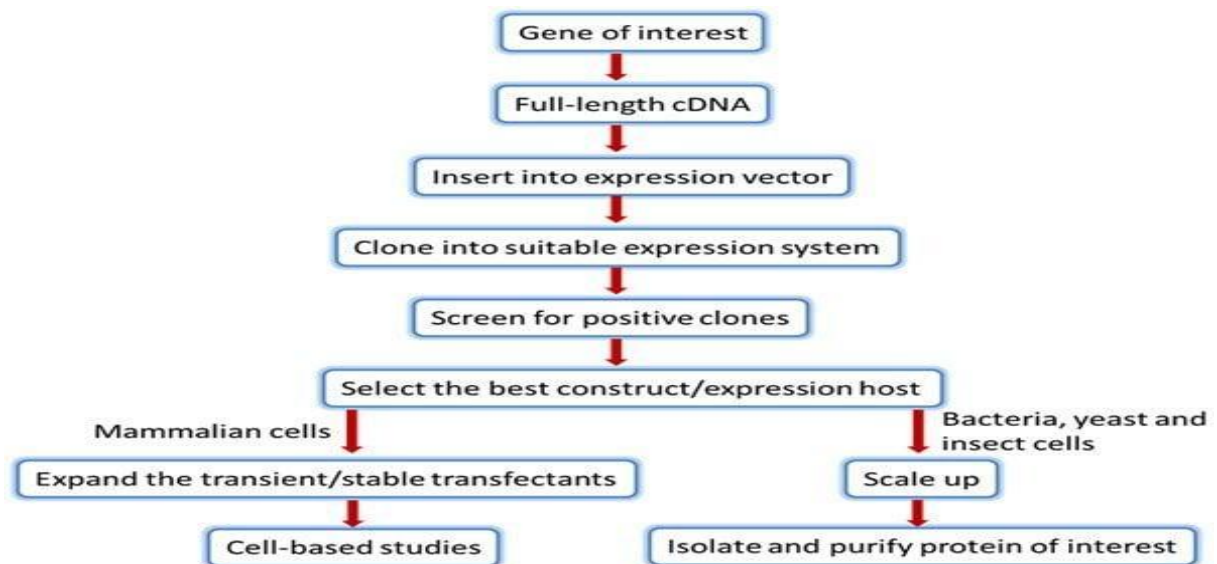 Gene of interest
Full-length cDNA
Insert into expression vector
Clone into suitable expression system
Screen for positive clones
Select the best construct/expression host
Mammalian cells
Bacteria, yeast and
insect cells
Expand the transient/stable transfectants
Scale up
Cell-based studies
Isolate and purify protein of interest